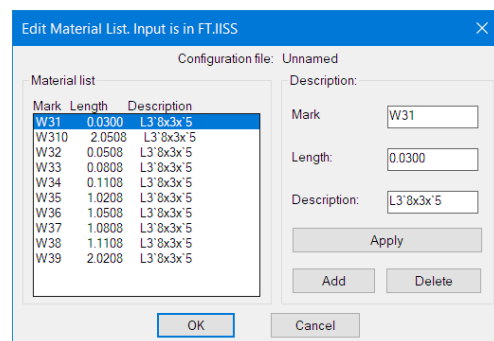 Edit Material List. Input is in FT.IISS
Configuration file: Unnamed
Material list
Mark Length Description
W31 0.0300 L3`8x3x`5
W310 2.0508 L3`8x3x`5
W32 0.0508 L3`8x3x`5
W33 0.0808 L3`8x3x`5
W34 0.1108 L3`8x3x`5
W35 1.0208 L3`8x3x`5
W36 1.0508 L3`8x3x`5
W37 1.0808 L3`8x3x`5
W38 1.1108 L3`8x3x`5
W39 2.0208 L3`8x3x`5
Description:
Mark W31
Length: 0.0300
Description: L3`8x3x`5
Apply
Add Delete
OK Cancel